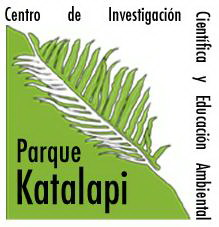 Centro de Investigación
Científica y Educación Ambiental
Parque
Katalapi